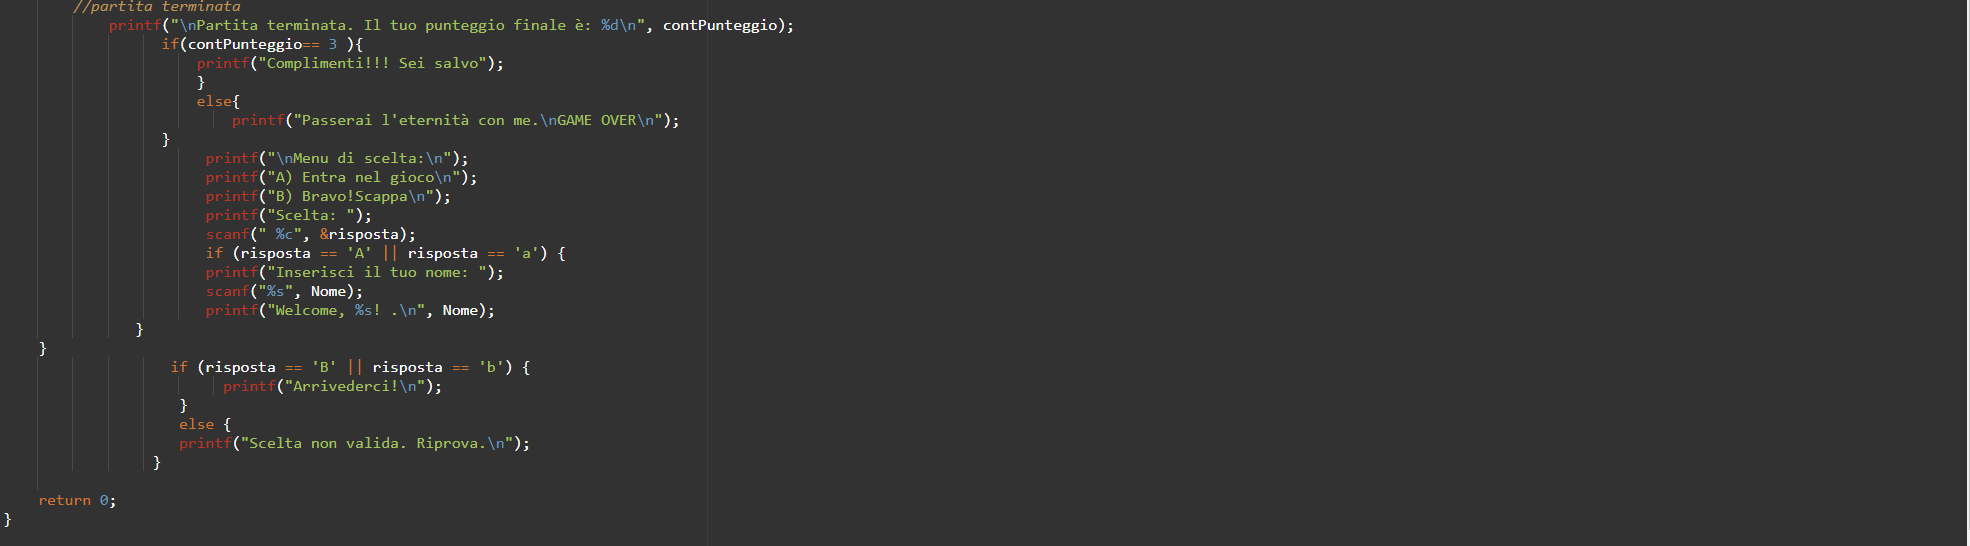 //partita terminata
printf("\nPartita terminata. Il tuo punteggio finale è: %d\n", contPunteggio);
if(contPunteggio== 3 ){
printf("Complimenti!!! Sei salvo");
}
else{
printf("Passerai l'eternità con me.\nGAME OVER\n");
}
printf("\nMenu di scelta:\n");
printf("A) Entra nel gioco\n");
printf("B) Bravo!Scappa\n");
printf("Scelta: ");
scanf(" %c", &risposta);
if (risposta == 'A' || risposta == 'a') {
printf("Inserisci il tuo nome: ");
scanf("%s", Nome);
printf("Welcome, %s! .\n", Nome);
}
}
if (risposta == 'B' || risposta == 'b') {
printf("Arrivederci!\n");
}
else {
printf("Scelta non valida. Riprova.\n");
}
return 0;
}